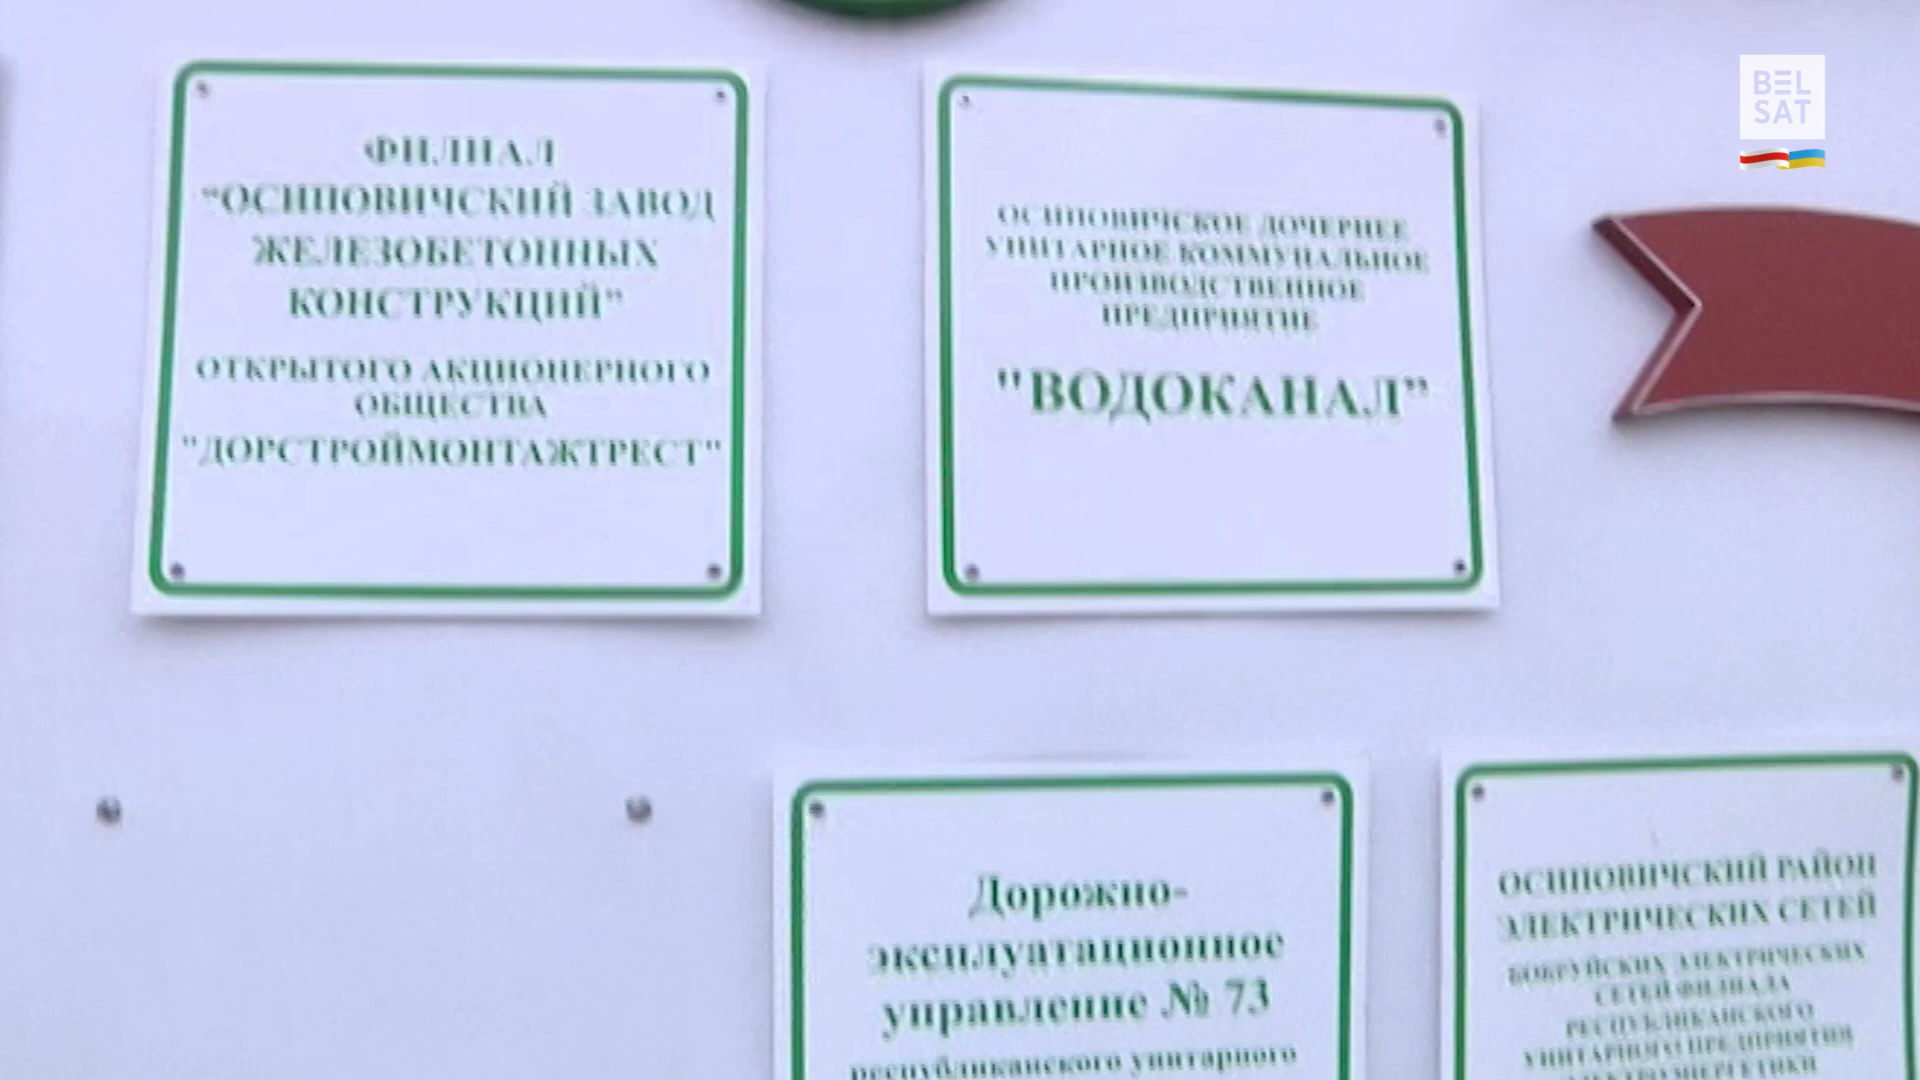 ФИЛИАЛ
“ОСИПОВИЧСКИЙ ЗАВОД
ЖЕЛЕЗОБЕТОННЫХ
КОНСТРУКЦИЙ”
ОТКРЫТОГО АКЦИОНЕРНОГО
ОБЩЕСТВА
"ДОРСТРОЙМОНТАЖТРЕСТ"
ОСИПОВИЧСКОЕ ДОЧЕРНЕЕ
УНИТАРНОЕ КОММУНАЛЬНОЕ
ПРОИЗВОДСТВЕННОЕ
ПРЕДПРИЯТИЕ
"ВОДОКАНАЛ”
BEL
SAT
Дорожно-
эксплуатационное
управление № 73
республиканского унитарного
ОСИПОВИЧСКИЙ РАЙОН
ЭЛЕКТРИЧЕСКИХ СЕТЕЙ
БОБРУЙСКИХ ЭЛЕКТРИЧЕСКИХ
СЕТЕЙ ФИЛИАЛА
РЕСПУБЛИКАНСКОГО
УНИТАРНОГО ПРЕДПРИЯТИЯ
ЭЛЕКТРОЭНЕРГЕТИКИ